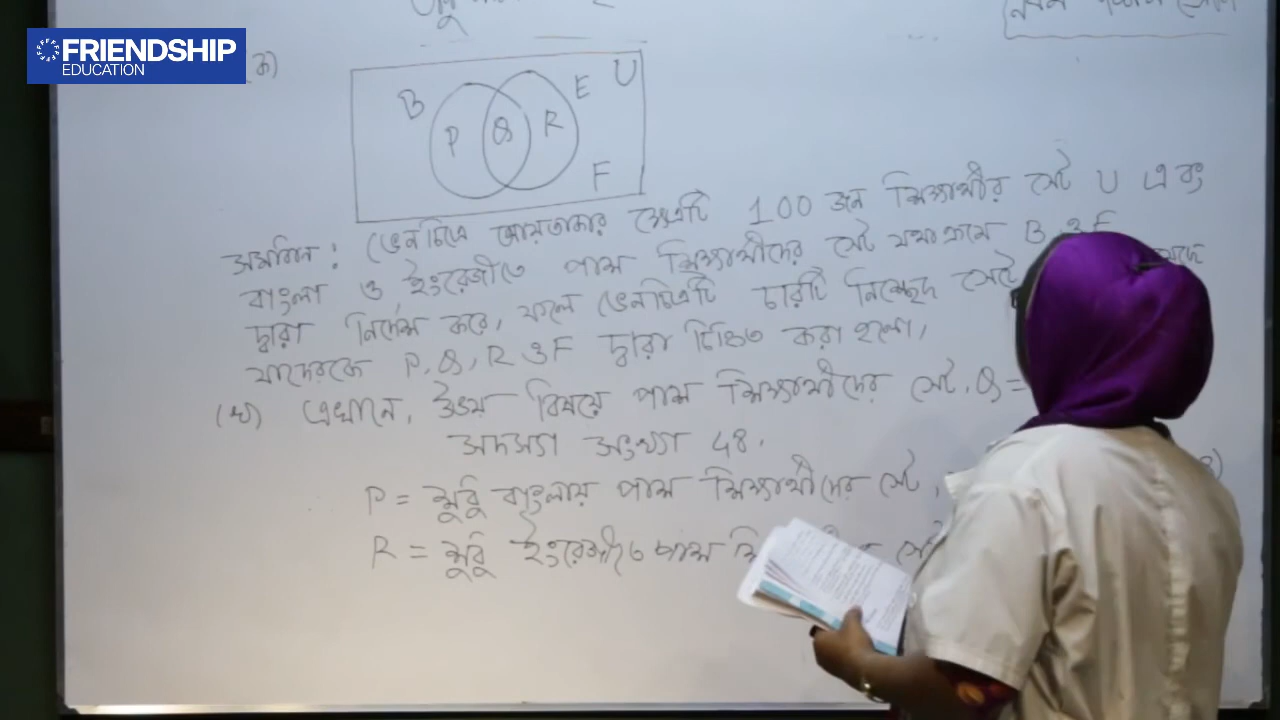 FRIENDSHIP
EDUCATION
ক)
B
P
Q
R
E
U
F
সমাধান : ভেনচিত্রে আয়তাকার ক্ষেত্রটি 100 জন শিক্ষার্থীর সেট U এবং
বাংলা ও ইংরেজীতে পাস শিক্ষার্থীদের সেট যথাক্রমে B ও E
দ্বারা নির্দেশ করে, ফলে ভেনচিত্রটি চারটি নিশ্ছেদ সেটে
যাদেরকে P, Q, R ও F দ্বারা চিহ্নিত করা হলো,
(খ) এখানে, উভয় বিষয়ে পাস শিক্ষার্থীদের সেট, Q =
সদস্য সংখ্যা 48.
P = শুধু বাংলায় পাস শিক্ষার্থীদের সেট,
R = শুধু ইংরেজীতে পাস